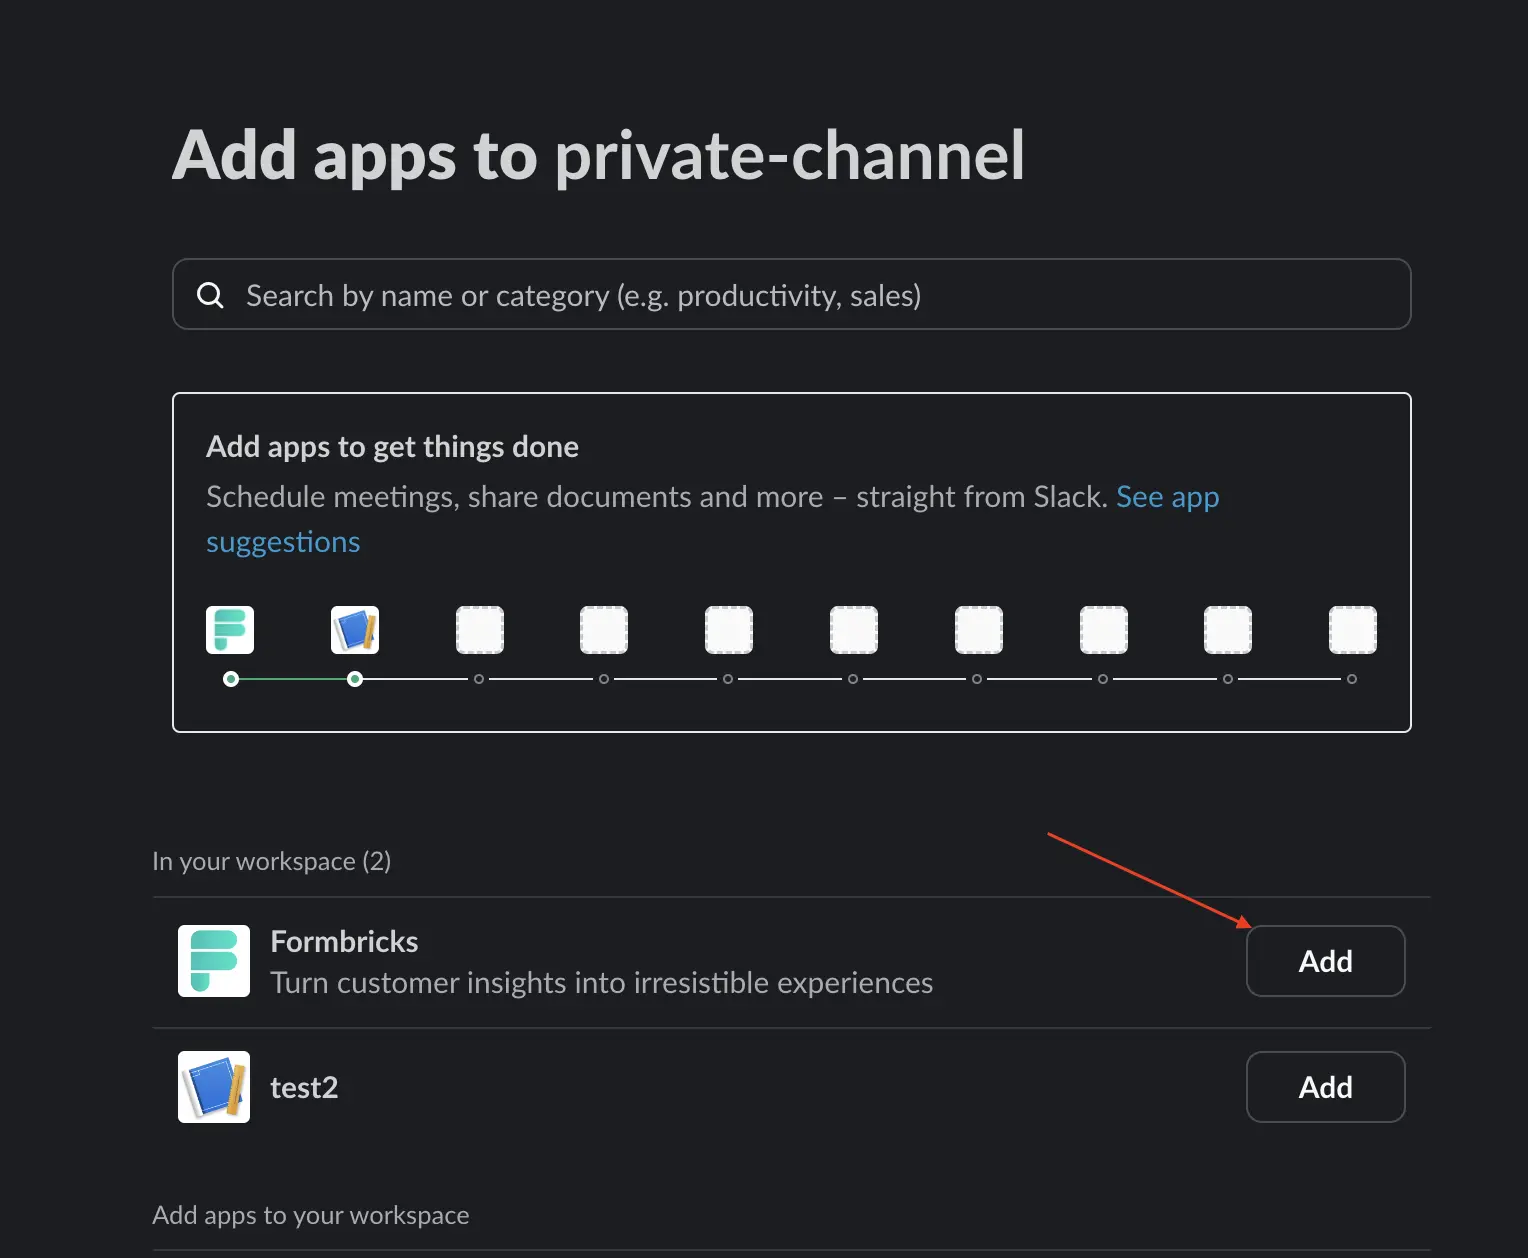 Add apps to private-channel
Search by name or category (e.g. productivity, sales)
Add apps to get things done
Schedule meetings, share documents and more – straight from Slack. See app
suggestions
In your workspace (2)
Formbricks
Turn customer insights into irresistible experiences
Add
test2
Add
Add apps to your workspace